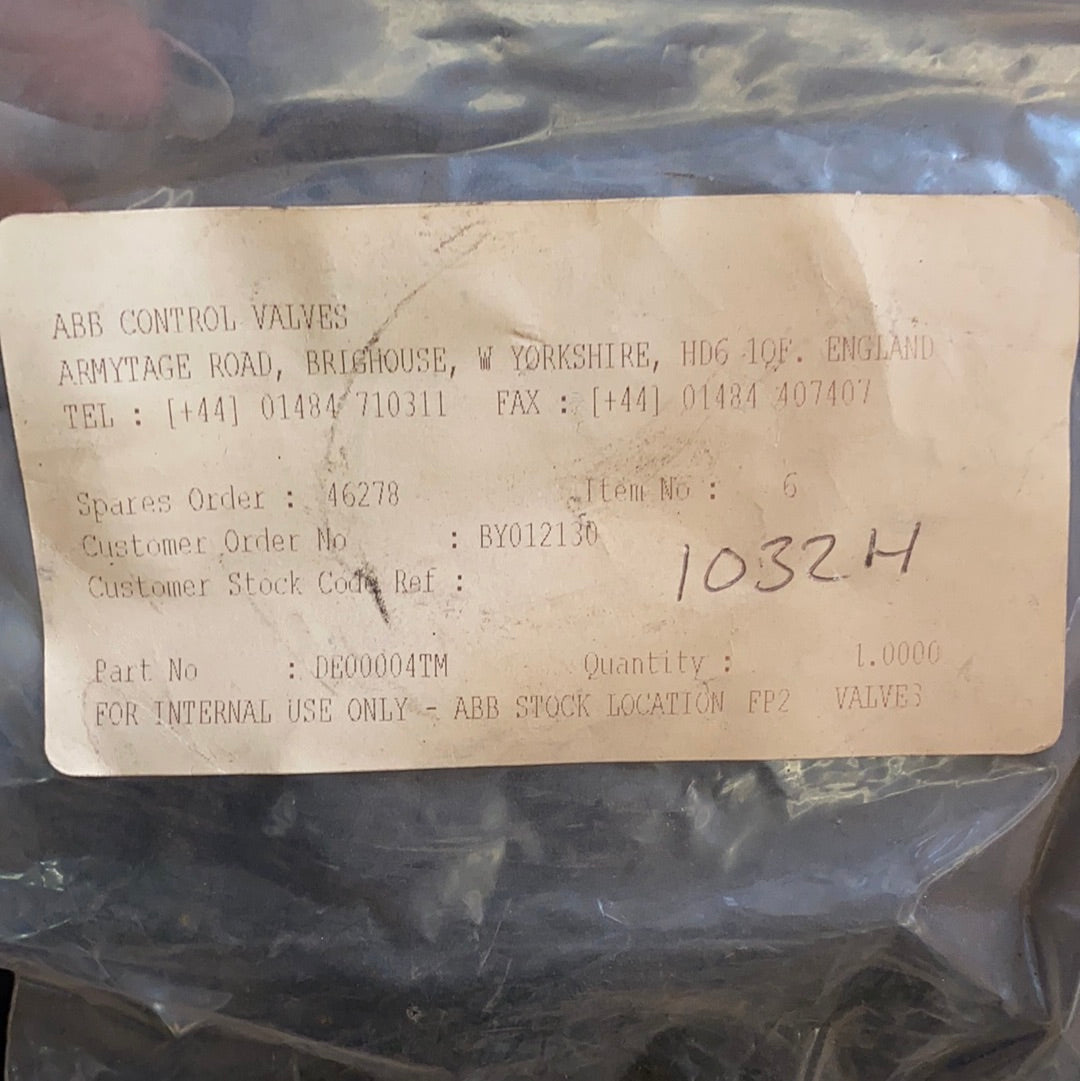 ABB CONTROL VALVES
ARMYTAGE ROAD, BRIGHOUSE, W YORKSHIRE, HD6 1QF. ENGLAND
TEL : [+44] 01484 710311 FAX : [+44] 01484 407407
Spares Order : 46278 Item No : 6
Customer Order No : BY012130
1032H
Customer Stock Code Ref :
Part No : DE00004TM Quantity : 1.0000
FOR INTERNAL USE ONLY - ABB STOCK LOCATION FP2 VALVE3